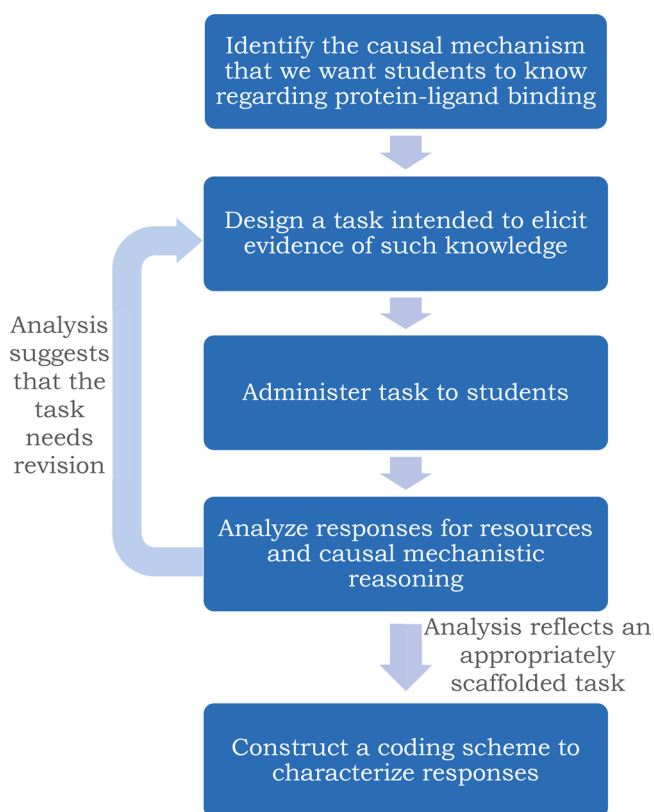 Identify the causal mechanism
that we want students to know
regarding protein-ligand binding
Design a task intended to elicit
evidence of such knowledge
Analysis
suggests
that the
task
needs
revision
Administer task to students
Analyze responses for resources
and causal mechanistic
reasoning
Analysis reflects an
appropriately
scaffolded task
Construct a coding scheme to
characterize responses